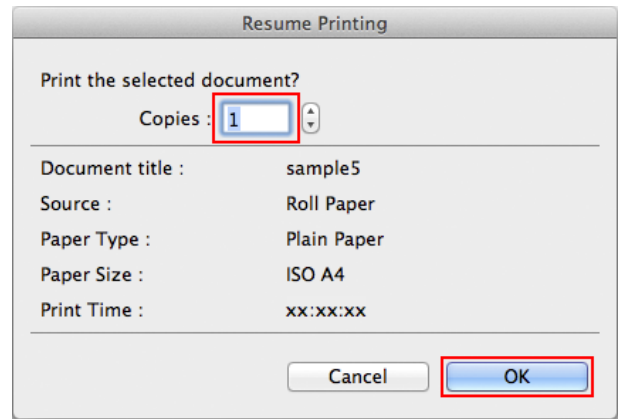 Resume Printing
Print the selected document?
Copies : 1
Document title : sample5
Source : Roll Paper
Paper Type : Plain Paper
Paper Size : ISO A4
Print Time : xx:xx:xx
Cancel OK